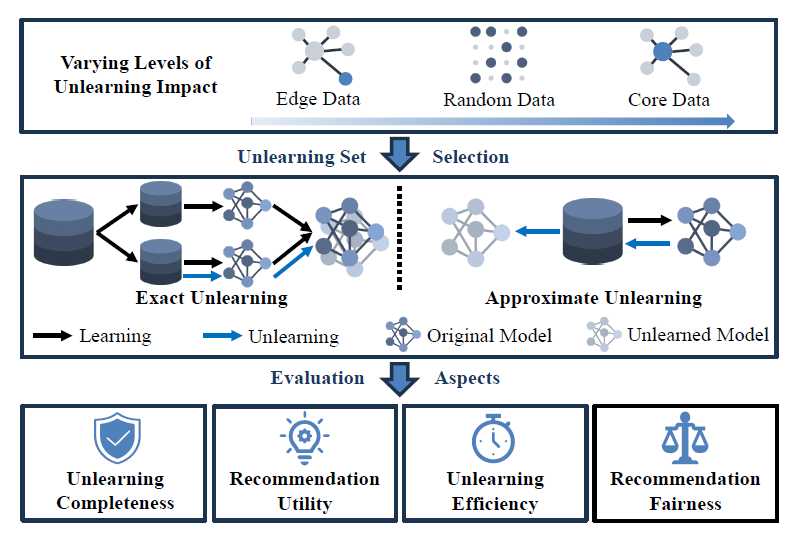 Varying Levels of
Unlearning Impact
Edge Data
Random Data
Core Data
Unlearning Set Selection
Exact Unlearning
Approximate Unlearning
Learning
Unlearning
Original Model
Unlearned Model
Evaluation Aspects
Unlearning
Completeness
Recommendation
Utility
Unlearning
Efficiency
Recommendation
Fairness